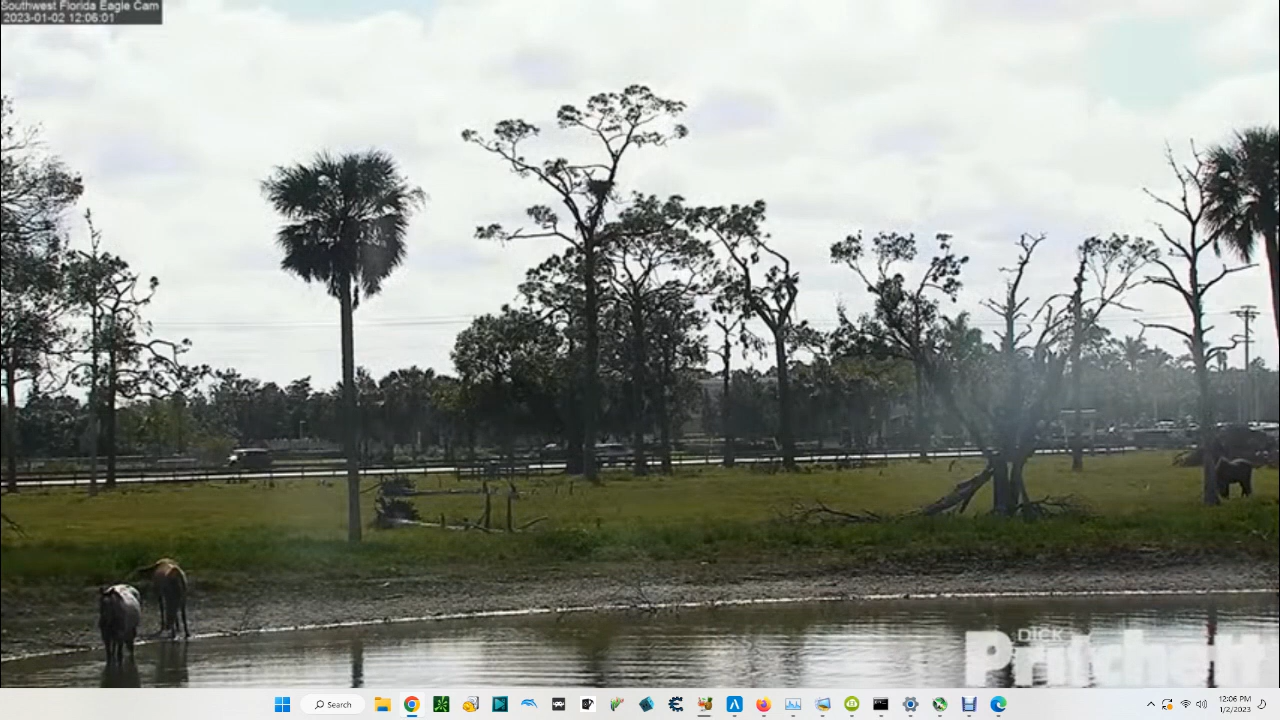 Southwest Florida Eagle Cam
2023-01-02 12:06:01
DICK
Pritchett
Search
12:06 PM
1/2/2023